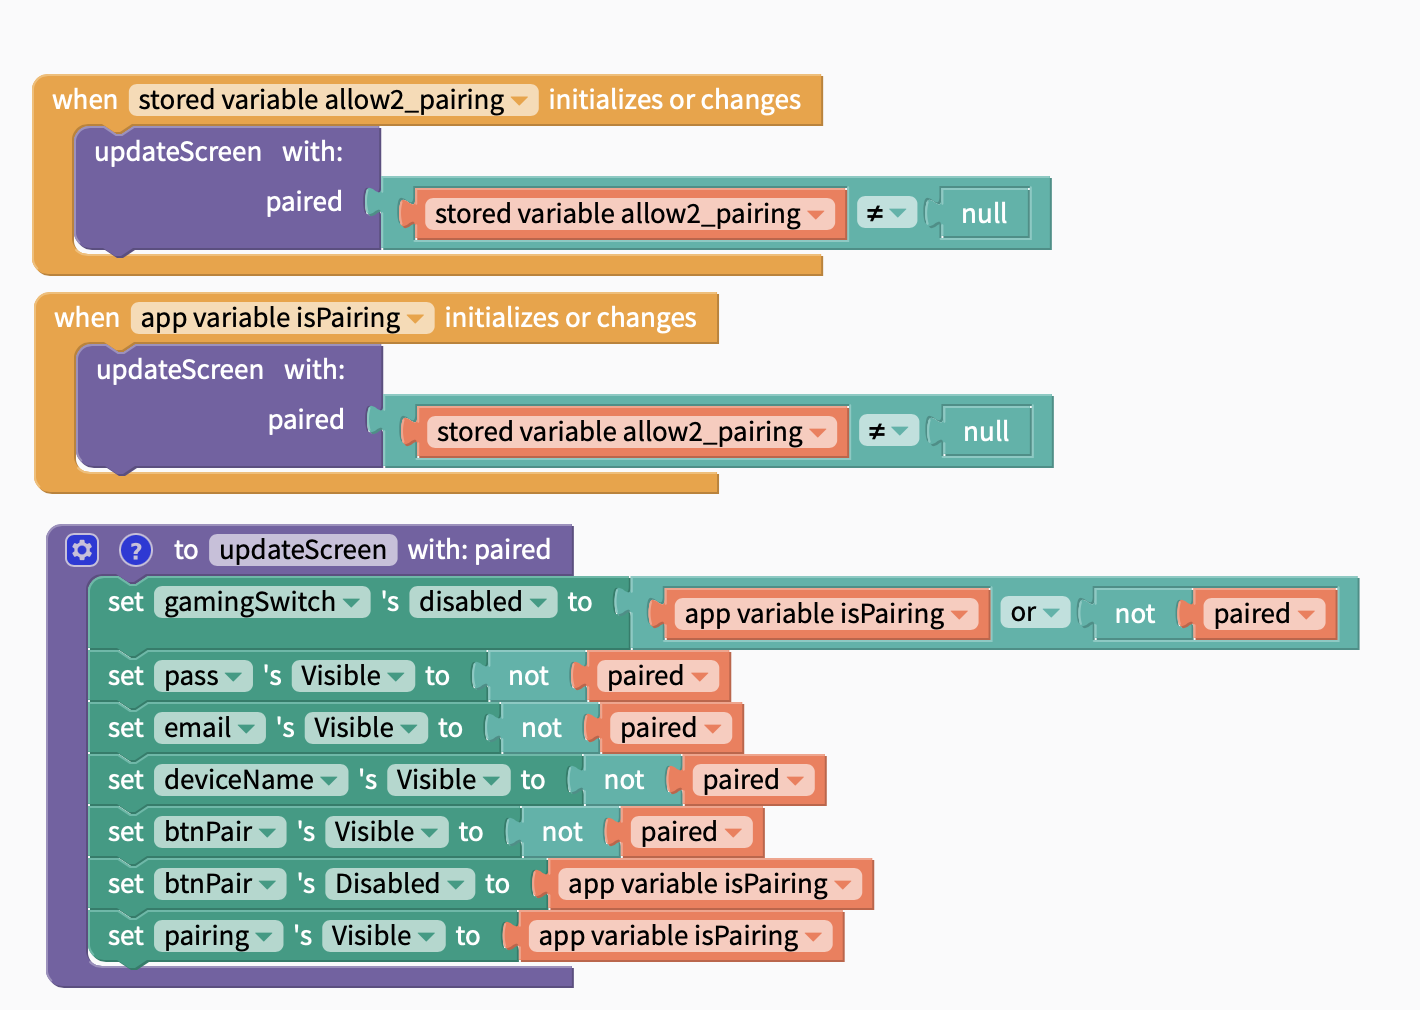 when stored variable allow2_pairing initializes or changes
updateScreen with:
paired stored variable allow2_pairing ≠ null
when app variable isPairing initializes or changes
updateScreen with:
paired stored variable allow2_pairing ≠ null
? to updateScreen with: paired
set gamingSwitch 's disabled to app variable isPairing or not paired
set pass 's Visible to not paired
set email 's Visible to not paired
set deviceName 's Visible to not paired
set btnPair 's Visible to not paired
set btnPair 's Disabled to app variable isPairing
set pairing 's Visible to app variable isPairing